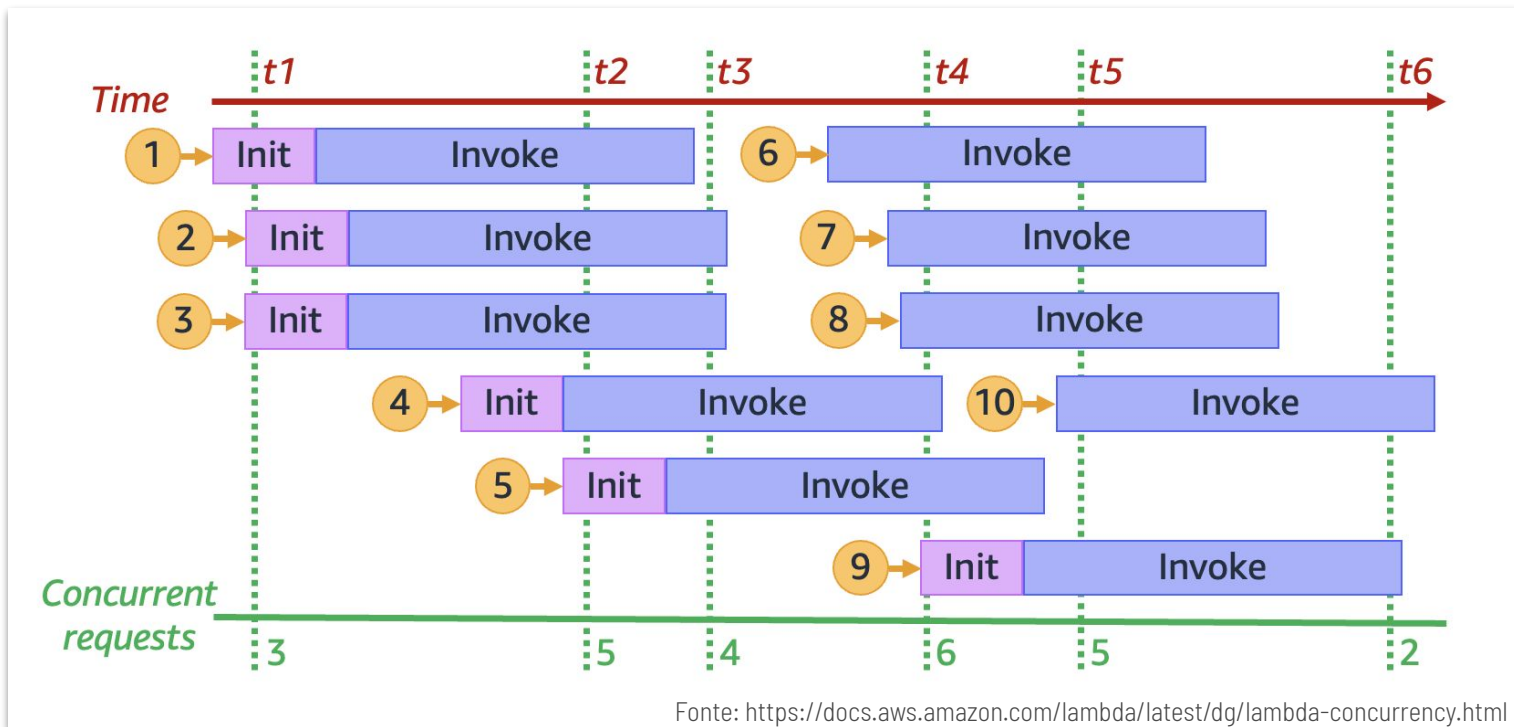 t1 t2 t3 t4 t5 t6
Time
1 Init Invoke 6 Invoke
2 Init Invoke 7 Invoke
3 Init Invoke 8 Invoke
4 Init Invoke 10 Invoke
5 Init Invoke
9 Init Invoke
Concurrent
requests
3 5 4 6 5 2
Fonte: https://docs.aws.amazon.com/lambda/latest/dg/lambda-concurrency.html